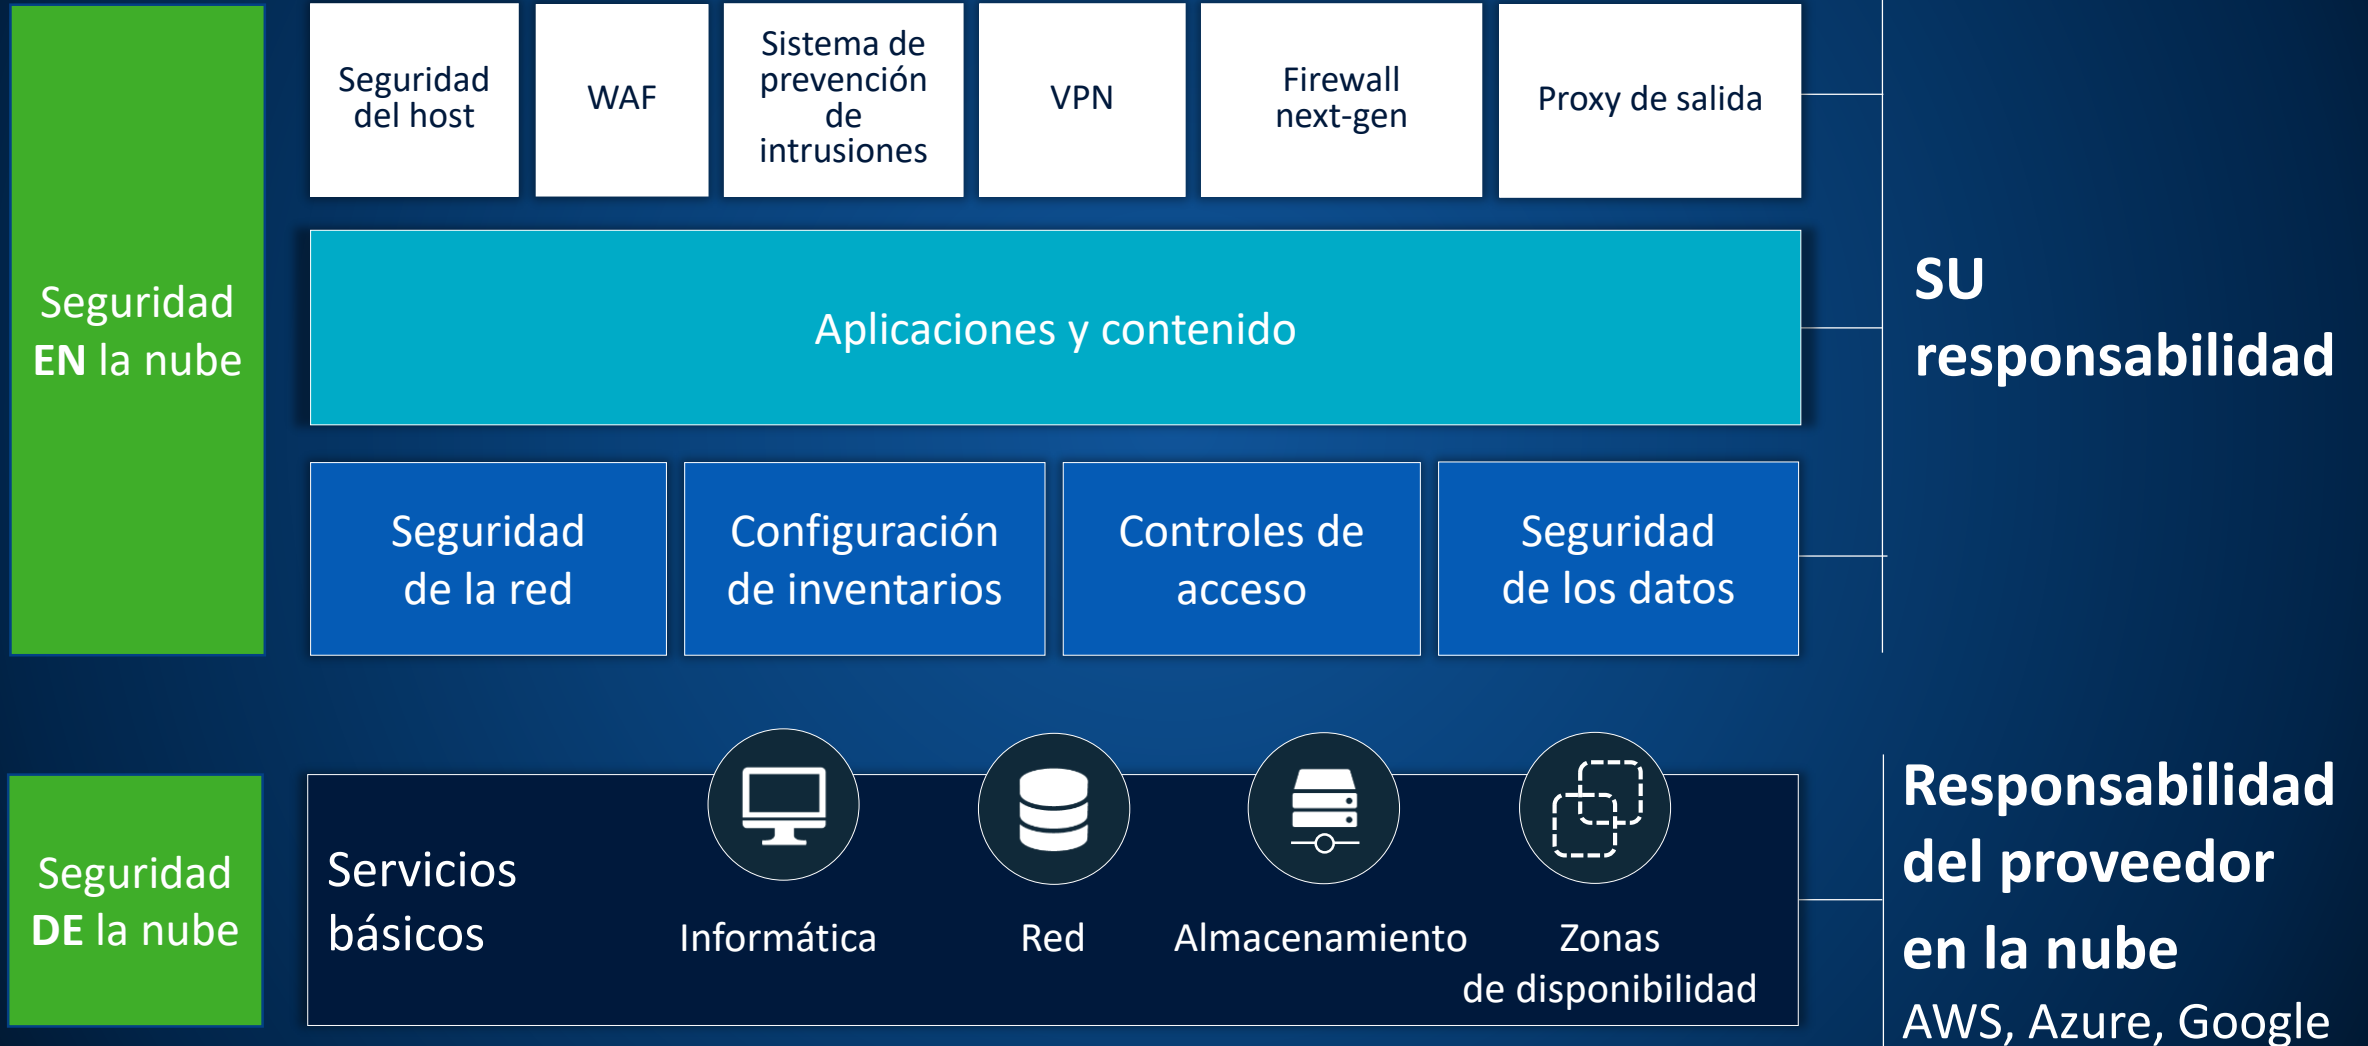 Seguridad
EN la nube
Seguridad
del host
WAF
Sistema de
prevención
de
intrusiones
VPN
Firewall
next-gen
Proxy de salida
Aplicaciones y contenido
Seguridad
de la red
Configuración
de inventarios
Controles de
acceso
Seguridad
de los datos
SU
responsabilidad
Seguridad
DE la nube
Servicios
básicos
Informática
Red
Almacenamiento
Zonas
de disponibilidad
Responsabilidad
del proveedor
en la nube
AWS, Azure, Google